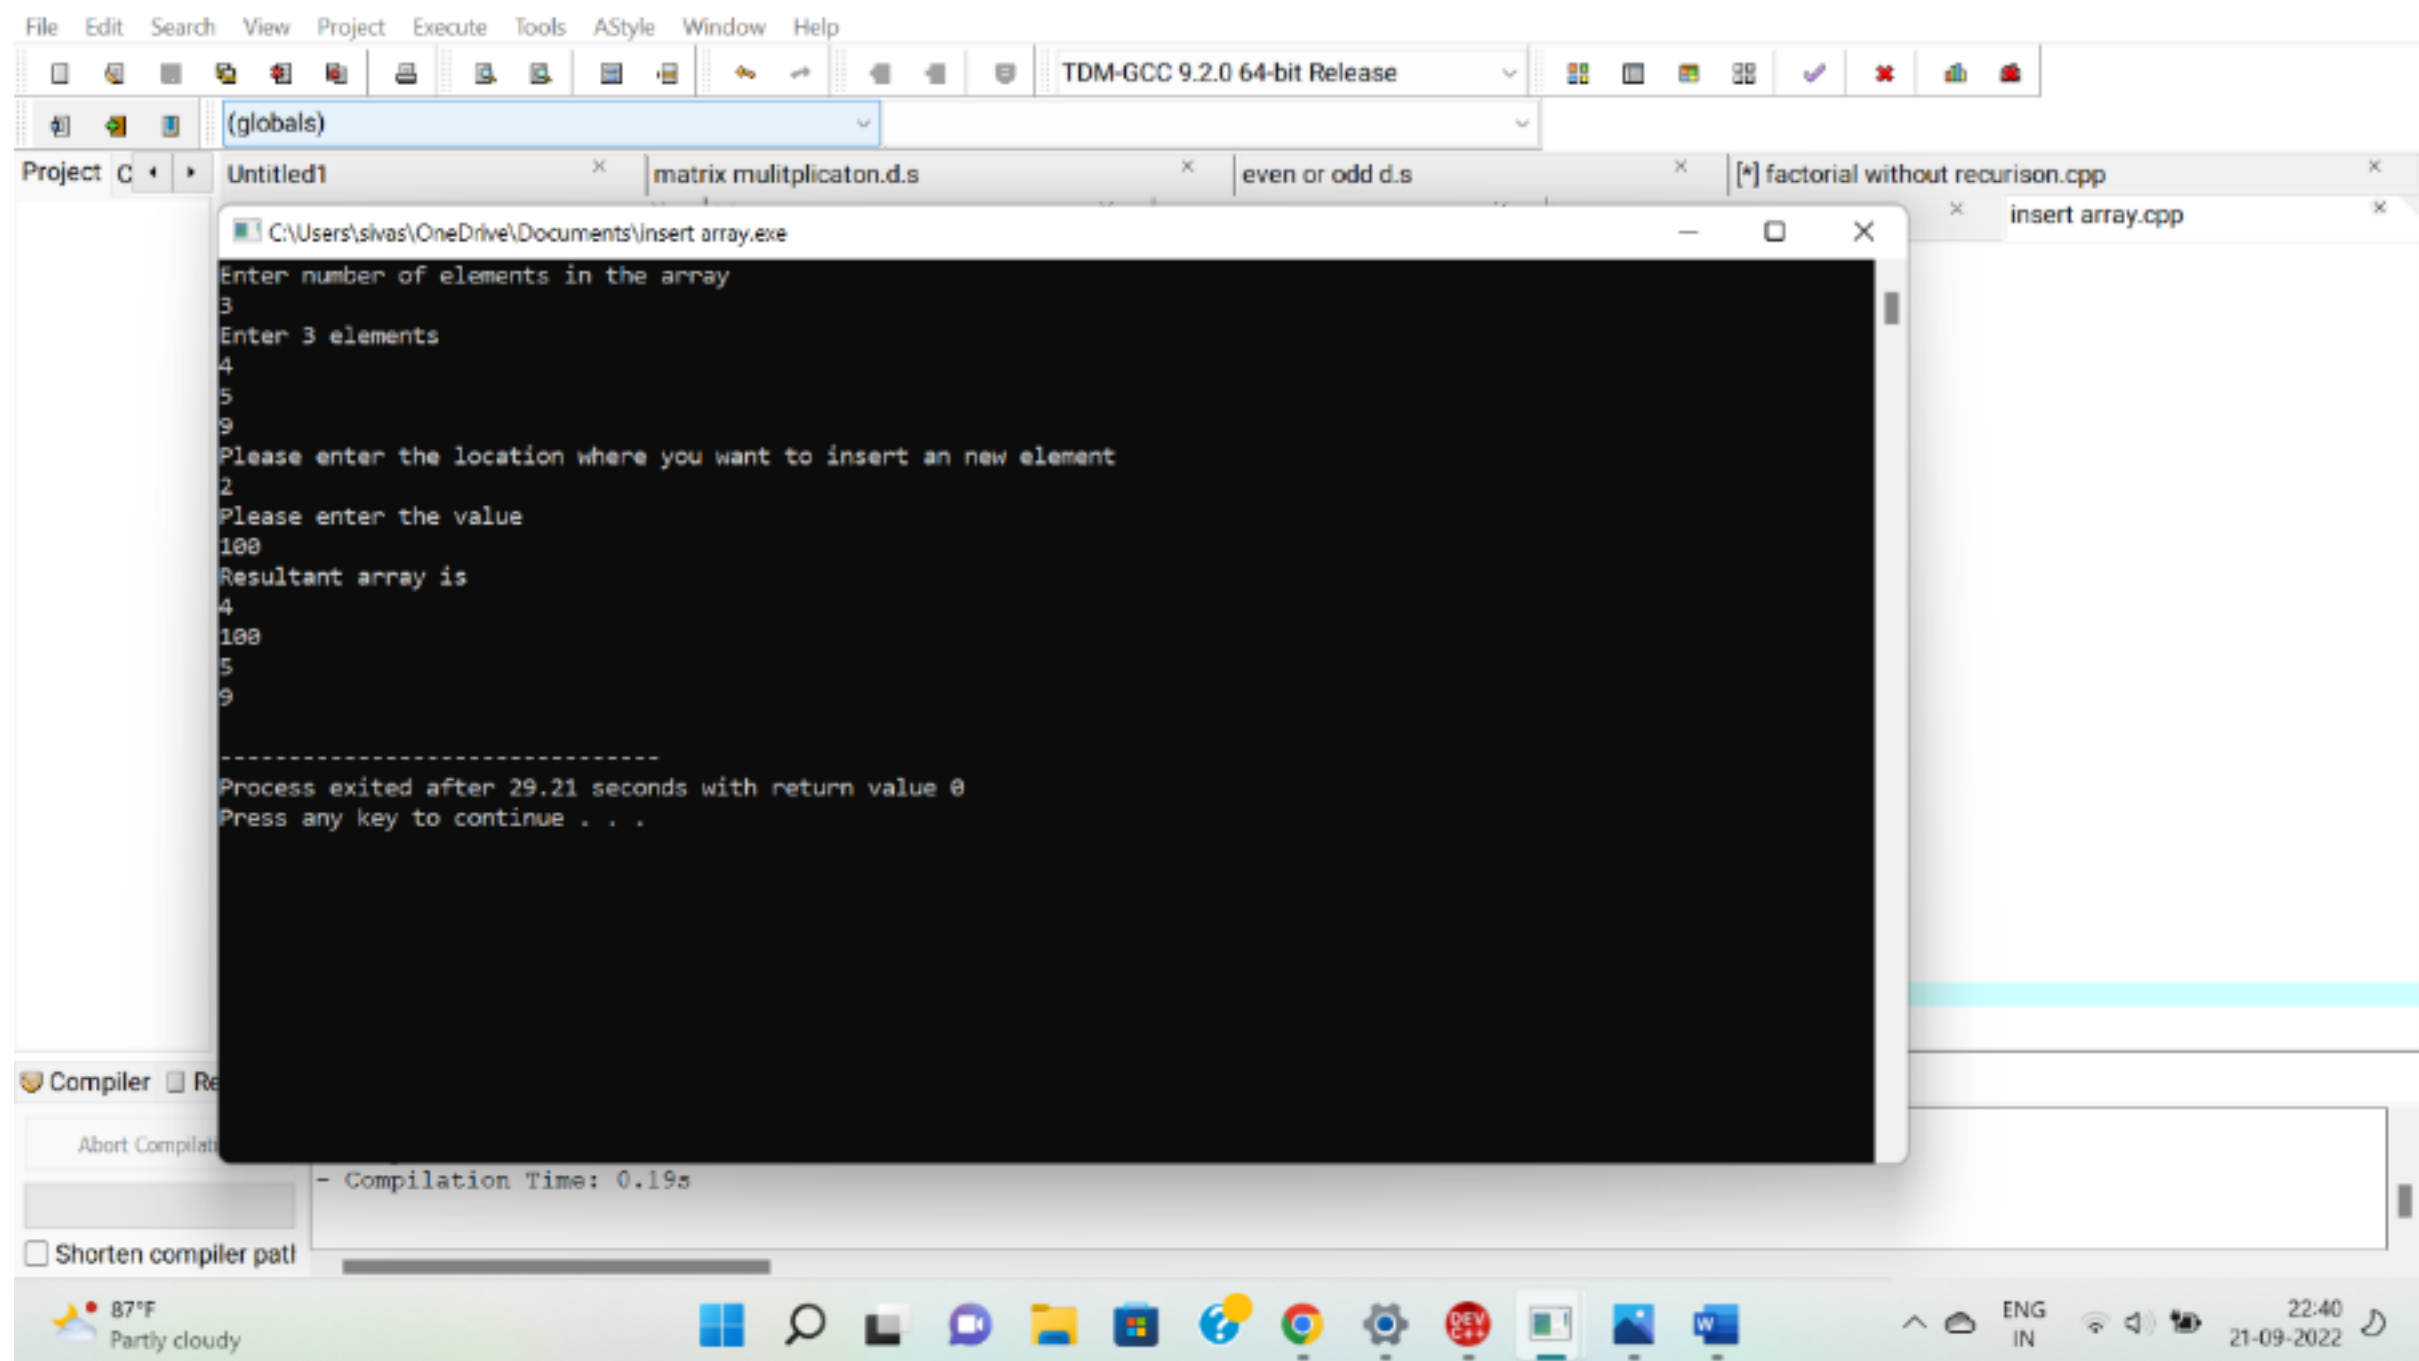 File Edit Search View Project Execute Tools AStyle Window Help
TDM-GCC 9.2.0 64-bit Release
(globals)
Project C Untitled1 matrix mulitplicaton.d.s even or odd d.s [*] factorial without recurison.cpp
insert array.cpp
C:\Users\sivas\OneDrive\Documents\insert array.exe
Enter number of elements in the array
3
Enter 3 elements
4
5
9
Please enter the location where you want to insert an new element
2
Please enter the value
100
Resultant array is
4
100
5
9
--------------------------------
Process exited after 29.21 seconds with return value 0
Press any key to continue . . .
Compiler Re
Abort Compilati
- Compilation Time: 0.19s
Shorten compiler path
87°F
Partly cloudy
DEV C++
W
ENG
IN
22:40
21-09-2022